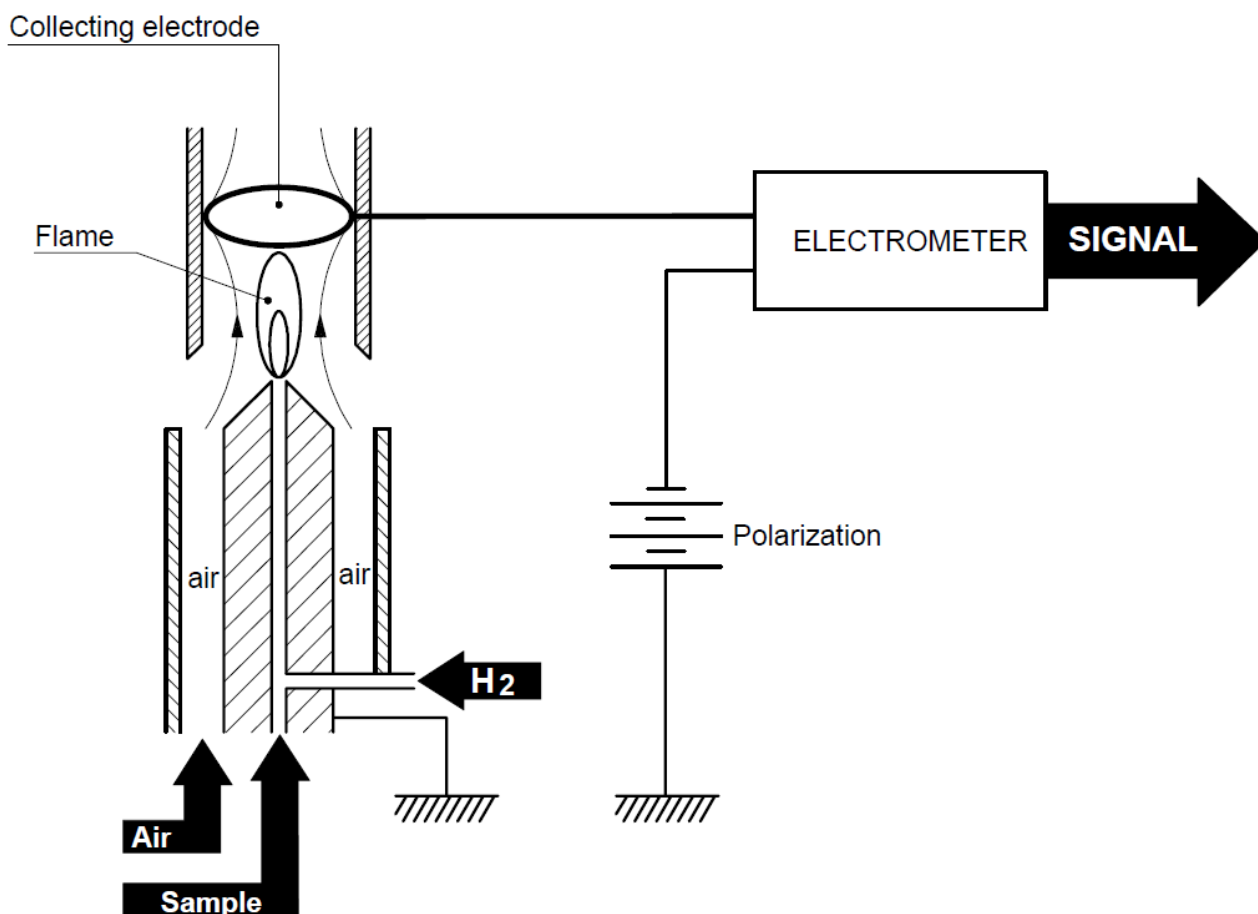 Collecting electrode
Flame
ELECTROMETER
SIGNAL
Polarization
air
air
H2
Air
Sample